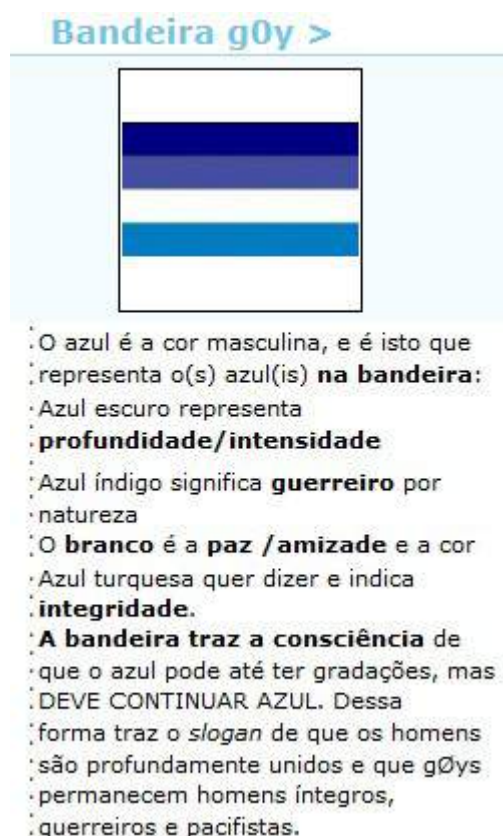 Bandeira g0y >
O azul é a cor masculina, e é isto que
representa o(s) azul(is) na bandeira:
Azul escuro representa
profundidade/intensidade
Azul índigo significa guerreiro por
natureza
O branco é a paz /amizade e a cor
Azul turquesa quer dizer e indica
integridade.
A bandeira traz a consciência de
que o azul pode até ter gradações, mas
DEVE CONTINUAR AZUL. Dessa
forma traz o slogan de que os homens
são profundamente unidos e que gØys
permanecem homens íntegros,
guerreiros e pacifistas.